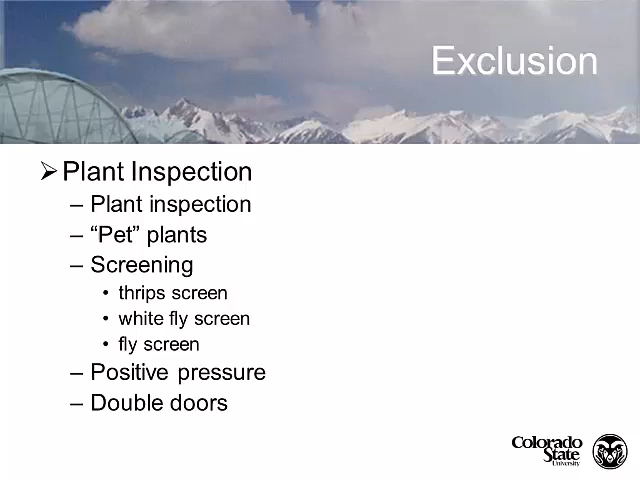 Exclusion
➢ Plant Inspection
– Plant inspection
– “Pet” plants
– Screening
• thrips screen
• white fly screen
• fly screen
– Positive pressure
– Double doors
Colorado
State
University